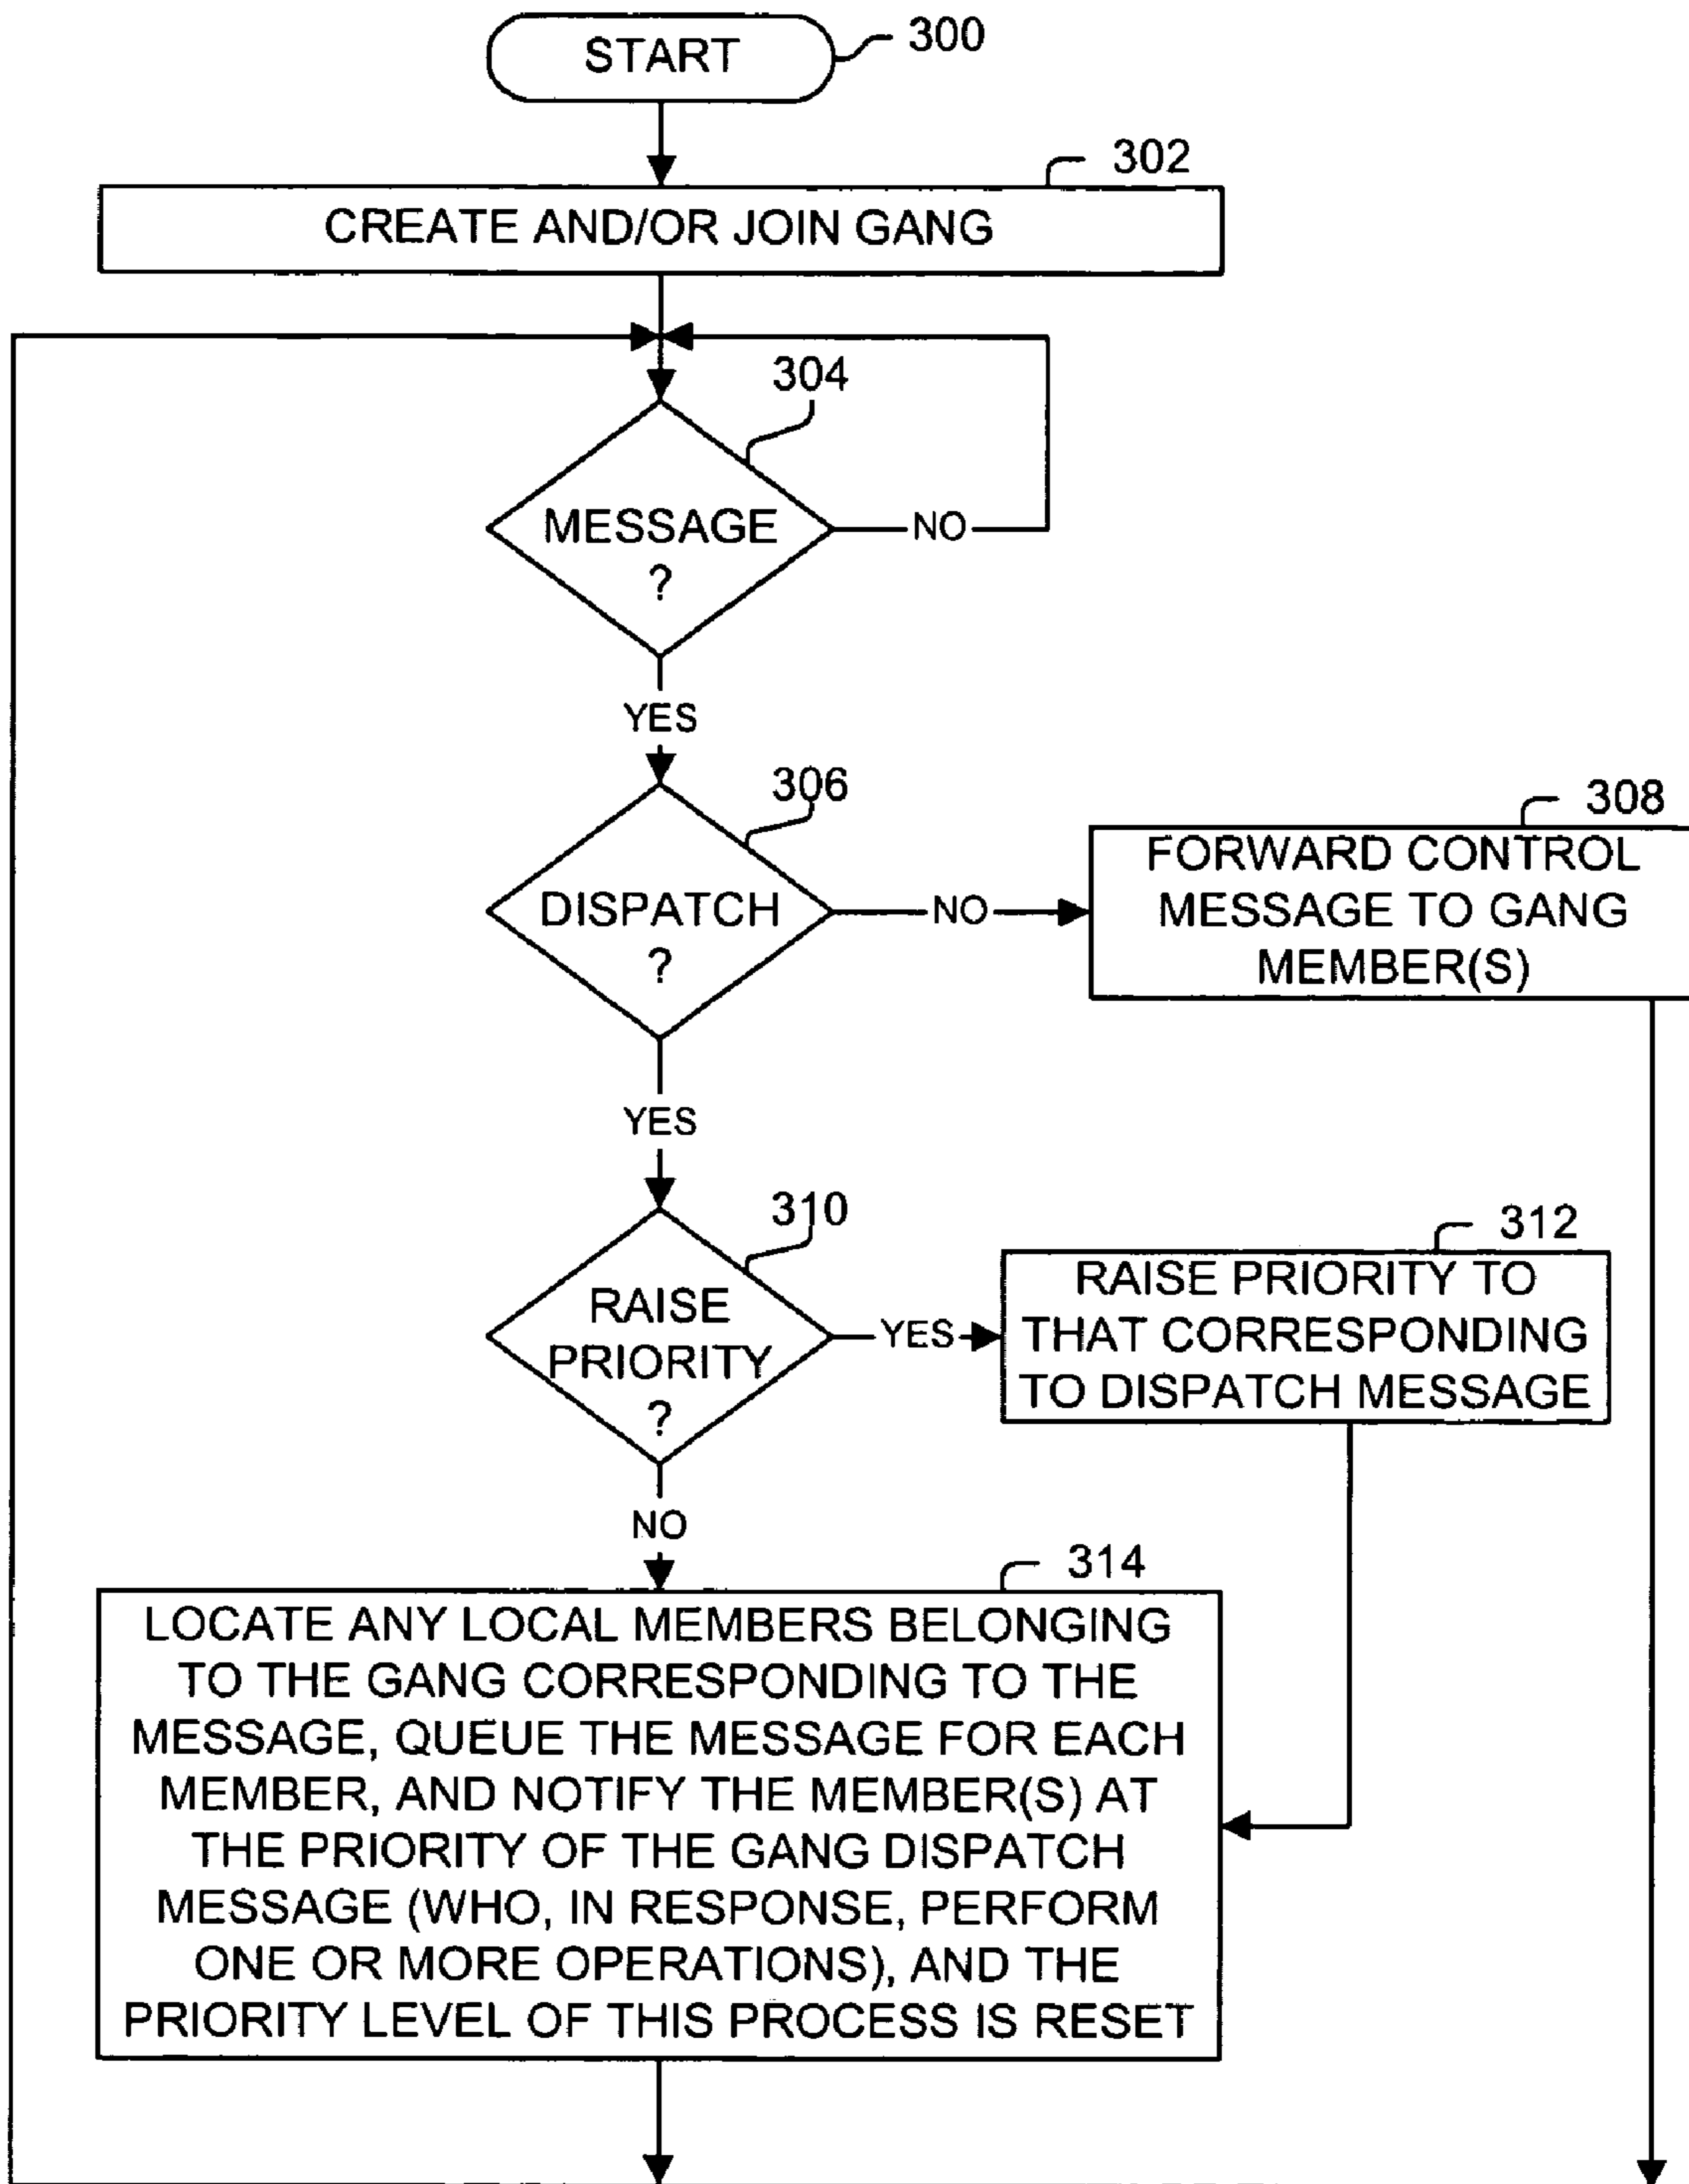 START
300
302
CREATE AND/OR JOIN GANG
304
MESSAGE
?
NO
YES
306
DISPATCH
?
NO
308
FORWARD CONTROL
MESSAGE TO GANG
MEMBER(S)
YES
310
RAISE
PRIORITY
?
YES
312
RAISE PRIORITY TO
THAT CORRESPONDING
TO DISPATCH MESSAGE
NO
314
LOCATE ANY LOCAL MEMBERS BELONGING
TO THE GANG CORRESPONDING TO THE
MESSAGE, QUEUE THE MESSAGE FOR EACH
MEMBER, AND NOTIFY THE MEMBER(S) AT
THE PRIORITY OF THE GANG DISPATCH
MESSAGE (WHO, IN RESPONSE, PERFORM
ONE OR MORE OPERATIONS), AND THE
PRIORITY LEVEL OF THIS PROCESS IS RESET